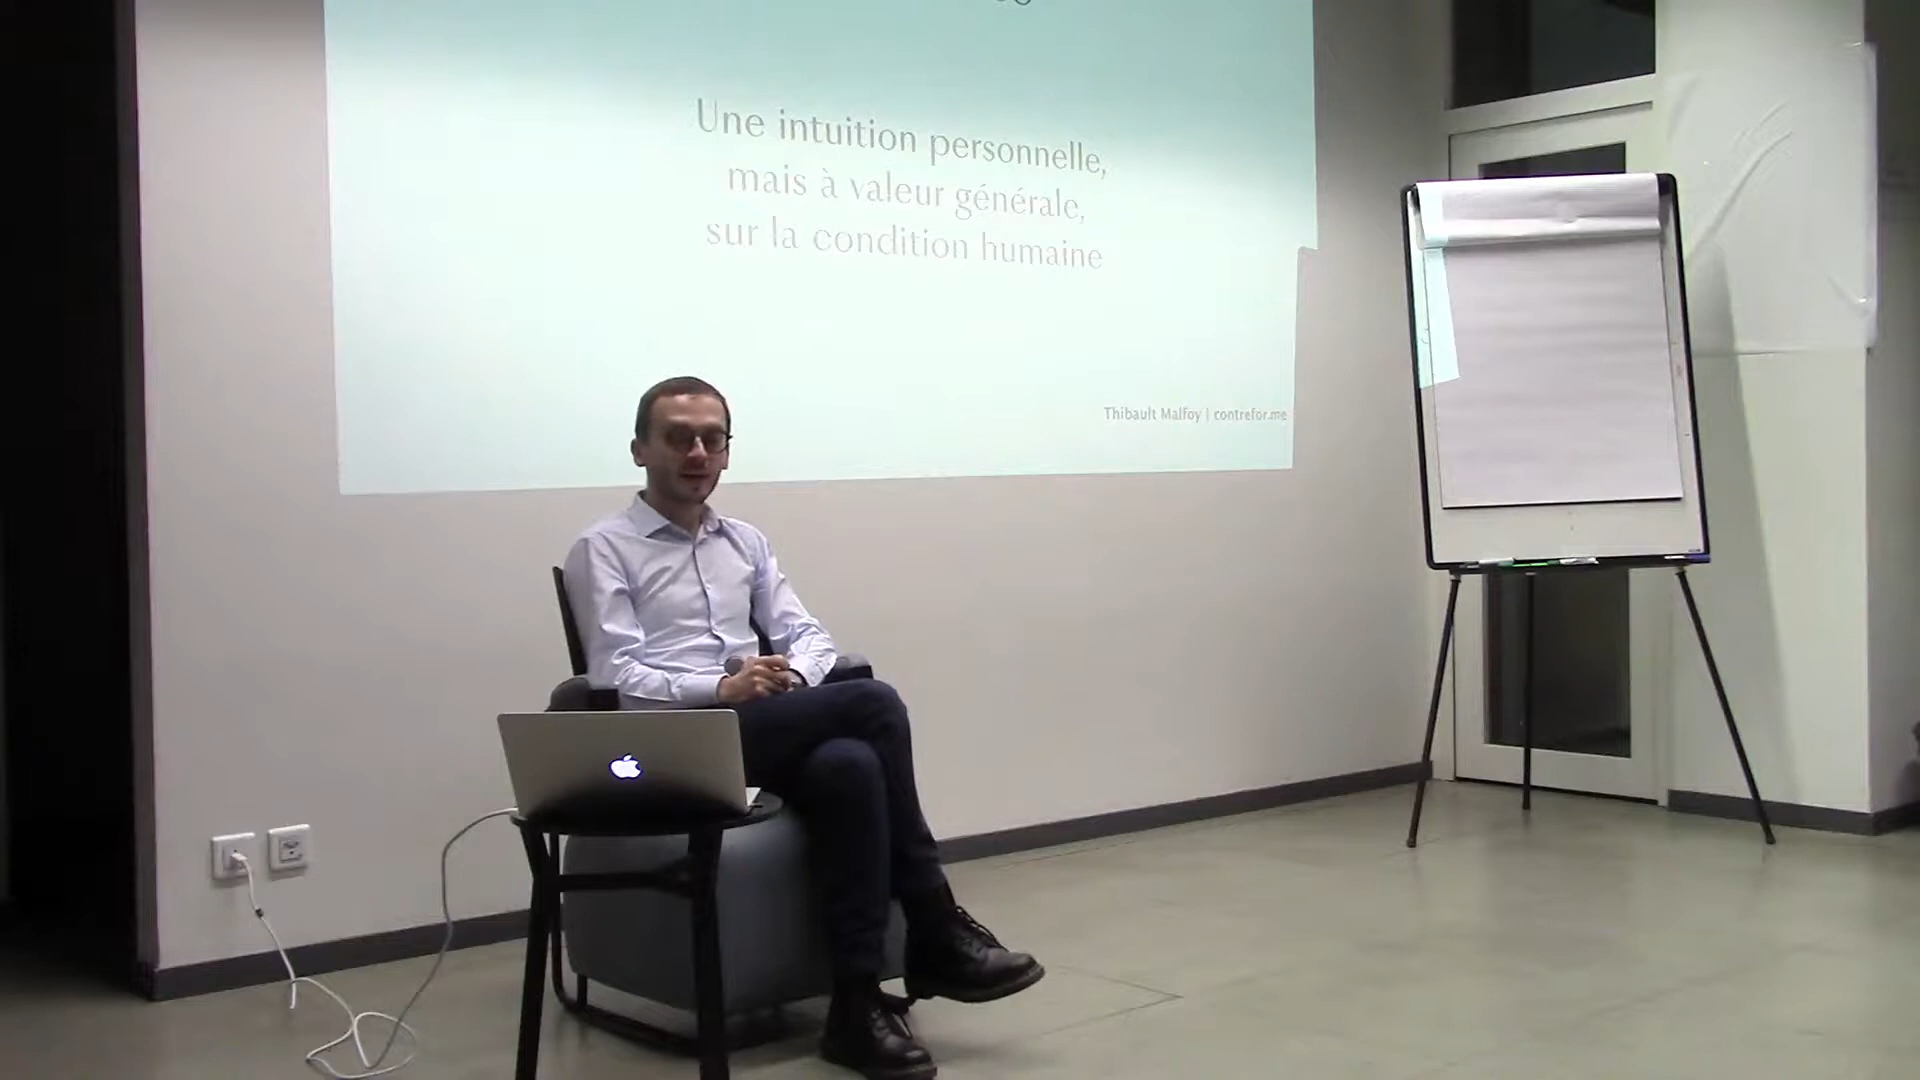 Une intuition personnelle,
mais à valeur générale,
sur la condition humaine
Thibault Malfoy | contrefor.me